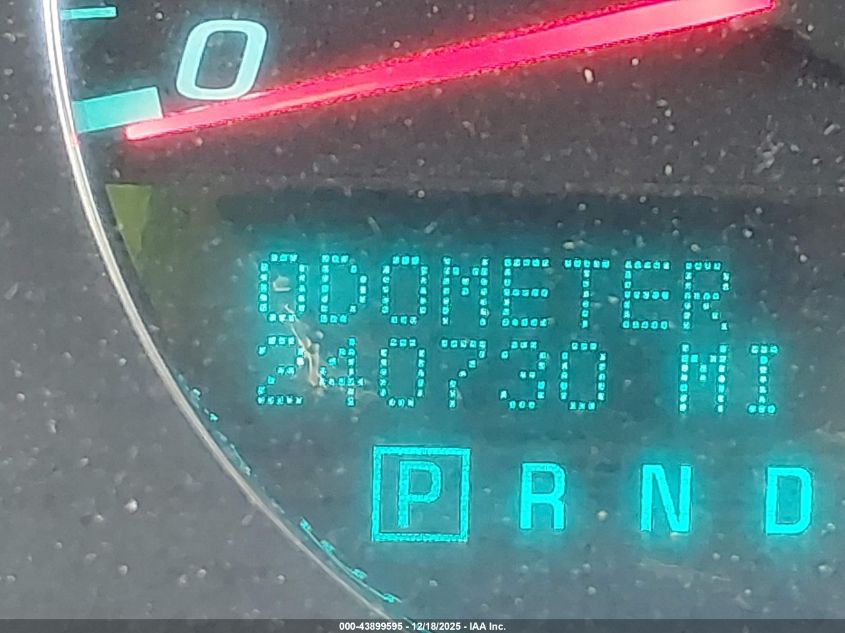 0
ODOMETER
240730 MI
P R N D
000-43899595 - 12/18/2025 - IAA Inc.